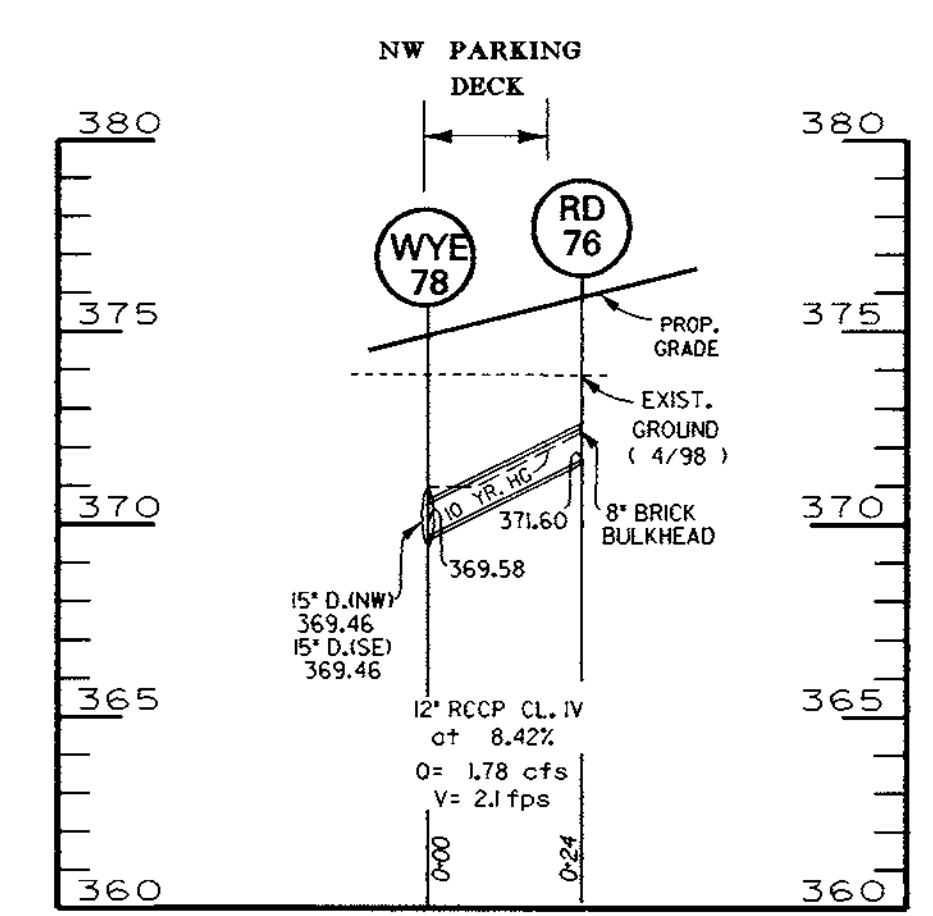 NW PARKING
DECK
380
380
WYE
78
RD
76
375
375
PROP.
GRADE
EXIST.
GROUND
( 4/98 )
10 YR. HG
370
370
371.60
8" BRICK
BULKHEAD
369.58
15" D.(NW)
369.46
15" D.(SE)
369.46
365
365
12" RCCP CL. IV
at 8.42%
Q= 1.78 cfs
V= 2.1 fps
0+00
0+24
360
360